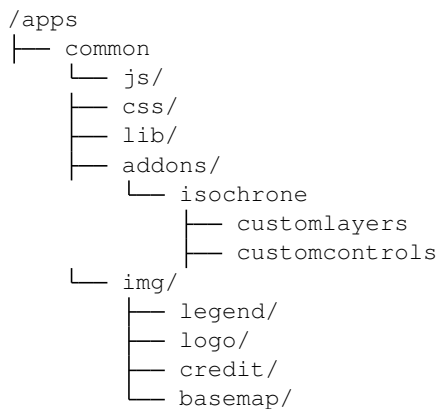 /apps
├── common
    └── js/
    ├── css/
    ├── lib/
    ├── addons/
        └── isochrone
            ├── customlayers
            ├── customcontrols
    └── img/
        ├── legend/
        ├── logo/
        ├── credit/
        └── basemap/